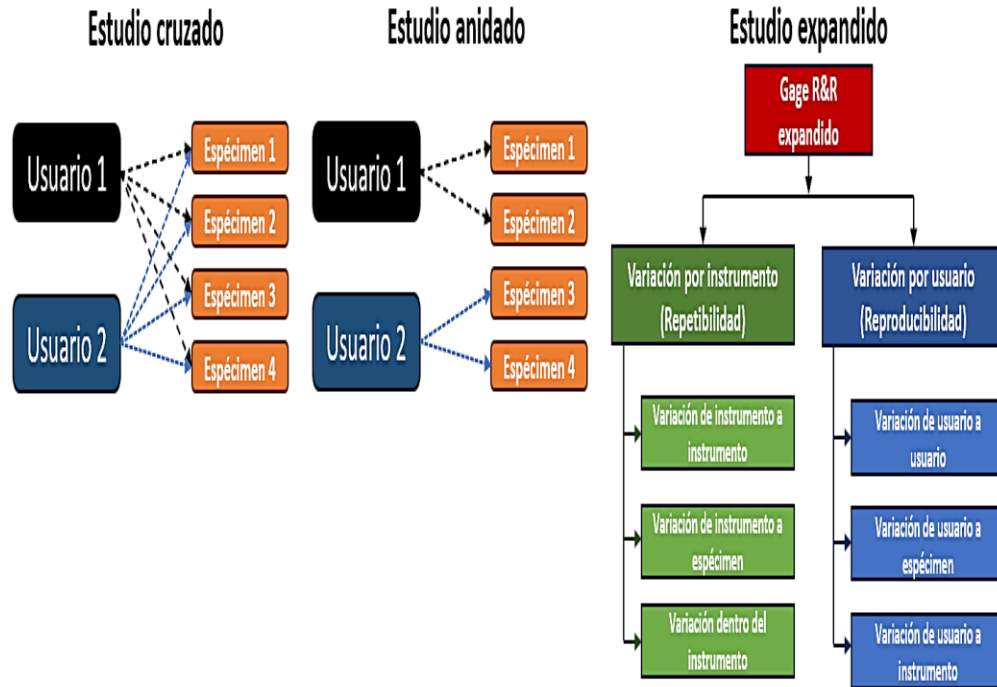 Estudio cruzado
Usuario 1
Usuario 2
Espécimen 1
Espécimen 2
Espécimen 3
Espécimen 4
Estudio anidado
Usuario 1
Usuario 2
Espécimen 1
Espécimen 2
Espécimen 3
Espécimen 4
Estudio expandido
Gage R&R
expandido
Variación por instrumento
(Repetibilidad)
Variación de instrumento a
instrumento
Variación de instrumento a
espécimen
Variación dentro del
instrumento
Variación por usuario
(Reproducibilidad)
Variación de usuario a
usuario
Variación de usuario a
espécimen
Variación de usuario a
instrumento